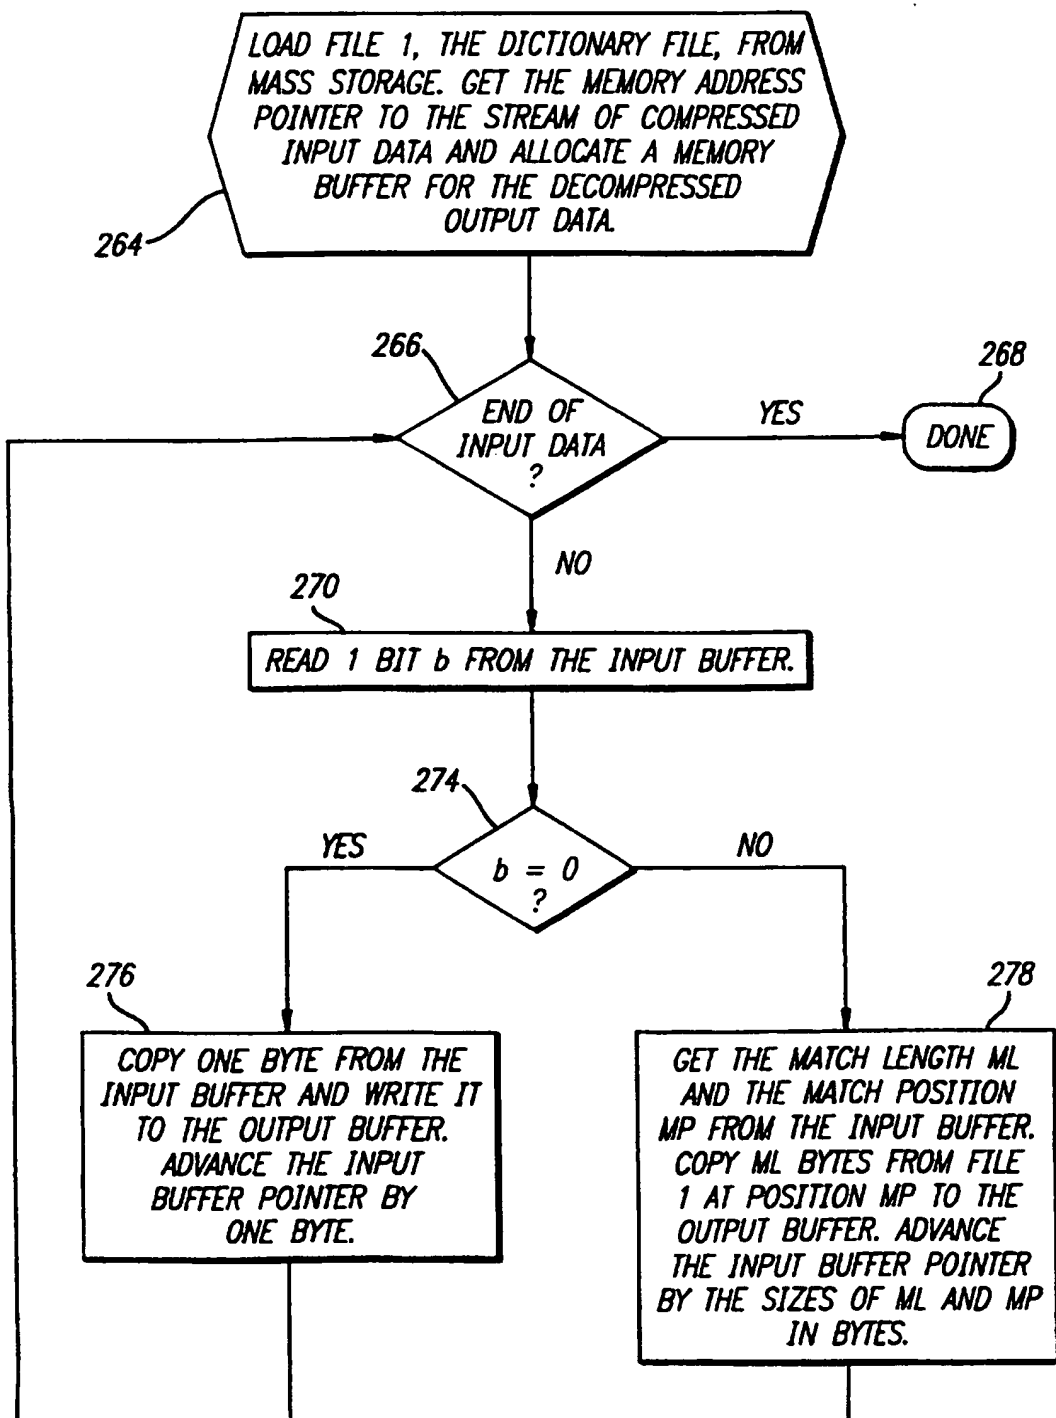 LOAD FILE 1, THE DICTIONARY FILE, FROM
MASS STORAGE. GET THE MEMORY ADDRESS
POINTER TO THE STREAM OF COMPRESSED
INPUT DATA AND ALLOCATE A MEMORY
BUFFER FOR THE DECOMPRESSED
OUTPUT DATA.
264
266
END OF
INPUT DATA
?
YES
268
DONE
NO
270
READ 1 BIT b FROM THE INPUT BUFFER.
274
YES
b = 0
?
NO
276
COPY ONE BYTE FROM THE
INPUT BUFFER AND WRITE IT
TO THE OUTPUT BUFFER.
ADVANCE THE INPUT
BUFFER POINTER BY
ONE BYTE.
278
GET THE MATCH LENGTH ML
AND THE MATCH POSITION
MP FROM THE INPUT BUFFER.
COPY ML BYTES FROM FILE
1 AT POSITION MP TO THE
OUTPUT BUFFER. ADVANCE
THE INPUT BUFFER POINTER
BY THE SIZES OF ML AND MP
IN BYTES.